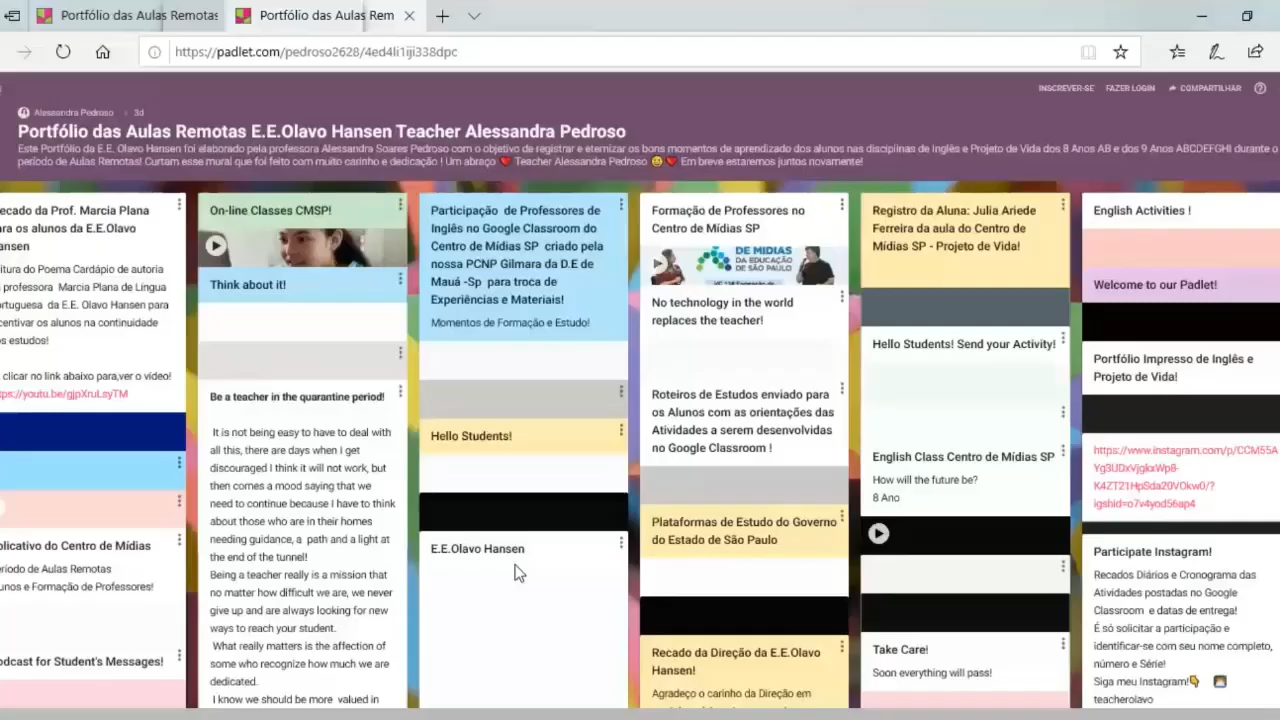 Portfólio das Aulas Remotas
Portfólio das Aulas Rem
https://padlet.com/pedroso2628/4ed4li1iji338dpc
INSCREVER-SE FAZER LOGIN COMPARTILHAR
Alessandra Pedroso 3d
Portfólio das Aulas Remotas E.E.Olavo Hansen Teacher Alessandra Pedroso
Este Portfólio da E.E. Olavo Hansen foi elaborado pela professora Alessandra Soares Pedroso com o objetivo de registrar e eternizar os bons momentos de aprendizado dos alunos nas disciplinas de Inglês e Projeto de Vida dos 8 Anos AB e dos 9 Anos ABCDEFGHI durante o
período de Aulas Remotas! Curtam esse mural que foi feito com muito carinho e dedicação ! Um abraço ❤️ Teacher Alessandra Pedroso 😀❤️ Em breve estaremos juntos novamente!
ecado da Prof. Marcia Plana
ra os alunos da E.E.Olavo
ansen
itura do Poema Cardápio de autoria
professora Marcia Plana de Lingua
ortuguesa da E.E. Olavo Hansen para
centivar os alunos na continuidade
os estudos!
clicar no link abaixo para,ver o vídeo!
tps://youtu.be/gjpXruLsyTM
plicativo do Centro de Mídias
eríodo de Aulas Remotas
unos e Formação de Professores!
odcast for Student's Messages!
On-line Classes CMSP!
Think about it!
Be a teacher in the quarantine period!
It is not being easy to have to deal with
all this, there are days when I get
discouraged I think it will not work, but
then comes a mood saying that we
need to continue because I have to think
about those who are in their homes
needing guidance, a path and a light at
the end of the tunnel!
Being a teacher really is a mission that
no matter how difficult we are, we never
give up and are always looking for new
ways to reach your student.
What really matters is the affection of
some who recognize how much we are
dedicated.
I know we should be more valued in
Participação de Professores de
Inglês no Google Classroom do
Centro de Mídias SP criado pela
nossa PCNP Gilmara da D.E de
Mauá -Sp para troca de
Experiências e Materiais!
Momentos de Formação e Estudo!
Hello Students!
E.E.Olavo Hansen
Formação de Professores no
Centro de Mídias SP
DE MIDIAS
DA EDUCAÇÃO
DE SÃO PAULO
No technology in the world
replaces the teacher!
Roteiros de Estudos enviado para
os Alunos com as orientações das
Atividades a serem desenvolvidas
no Google Classroom !
Plataformas de Estudo do Governo
do Estado de São Paulo
Recado da Direção da E.E.Olavo
Hansen!
Agradeço o carinho da Direção em
Registro da Aluna: Julia Ariede
Ferreira da aula do Centro de
Mídias SP - Projeto de Vida!
Hello Students! Send your Activity!
English Class Centro de Mídias SP
How will the future be?
8 Ano
Take Care!
Soon everything will pass!
English Activities !
Welcome to our Padlet!
Portfólio Impresso de Inglês e
Projeto de Vida!
https://www.instagram.com/p/CCM55A
Yg3UDxVjgkxWp8-
K4ZT21HpSda20VOkw0/?
igshid=o7v4yod56ap4
Participate Instagram!
Recados Diários e Cronograma das
Atividades postadas no Google
Classroom e datas de entrega!
É só solicitar a participação e
identificar-se com seu nome completo,
número e Série!
Siga meu Instagram!👇
teacherolavo